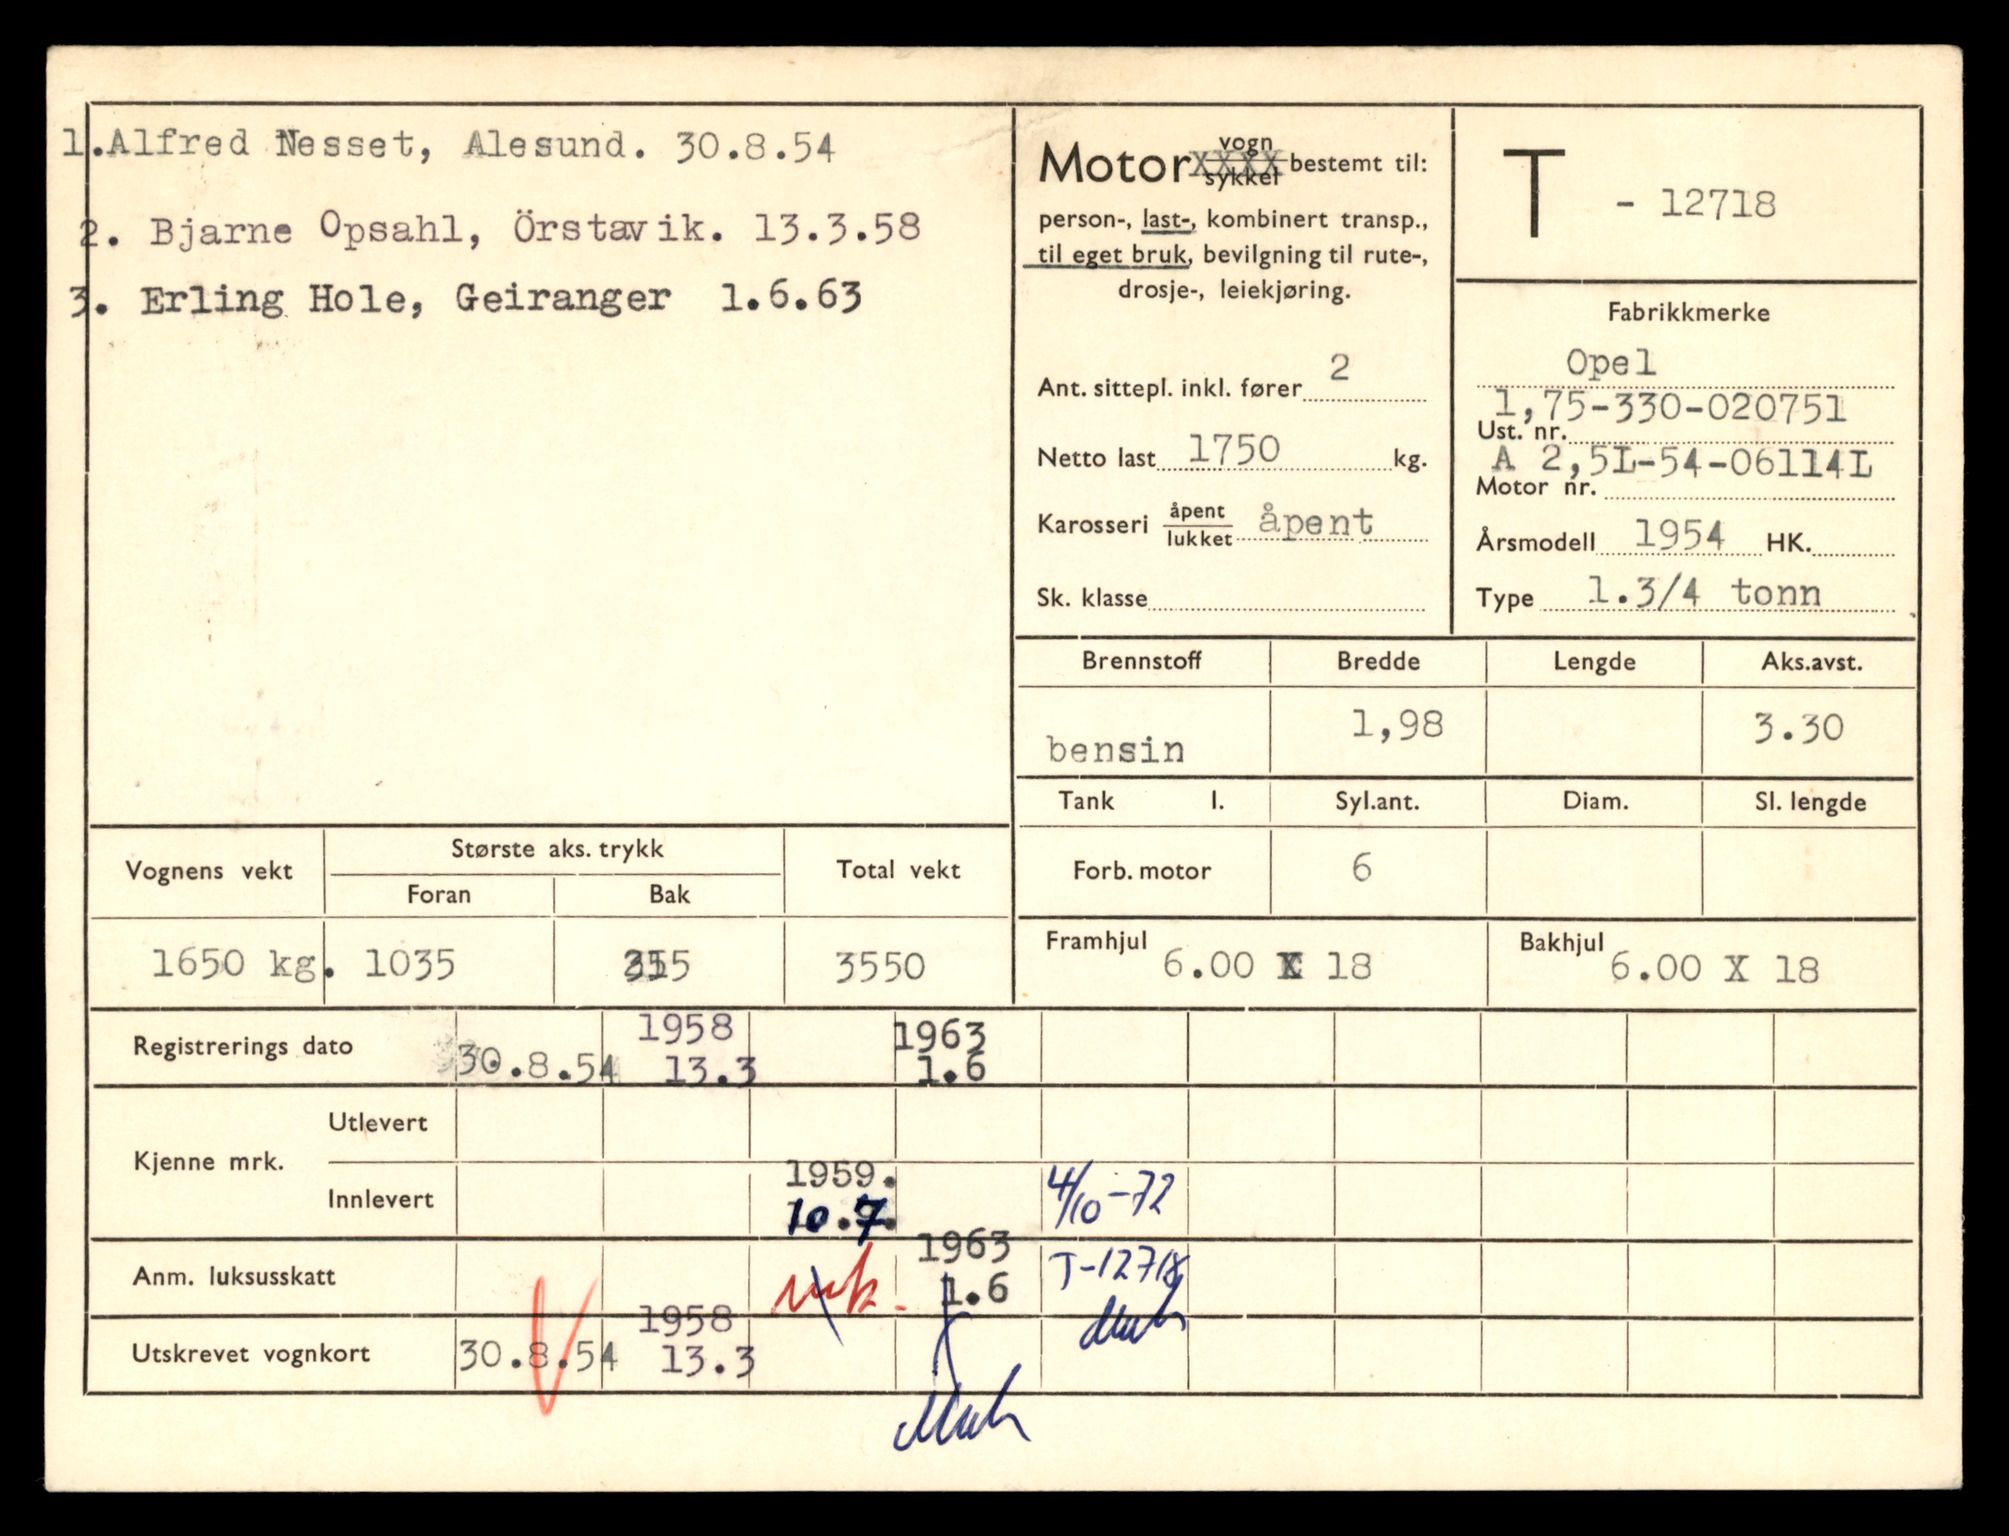 1.Alfred Nesset, Alesund. 30.8.54
2. Bjarne Opsahl, Örstavik. 13.3.58
3. Erling Hole, Geiranger 1.6.63
Motor vogn sykkel bestemt til:
person-, last-, kombinert transp.,
til eget bruk, bevilgning til rute-,
drosje-, leiekjøring.
Ant. sittepl. inkl. fører 2
Netto last 1750 kg.
Karosseri åpent lukket åpent
Sk. klasse
T - 12718
Fabrikkmerke
Opel
1,75-330-020751
Ust. nr.
A 2,5L-54-06114L
Motor nr.
Årsmodell 1954 HK.
Type 1.3/4 tonn
Brennstoff Bredde Lengde Aks.avst.
bensin 1,98 3.30
Tank l. Syl.ant. Diam. Sl. lengde
Forb. motor 6
Framhjul 6.00 X 18 Bakhjul 6.00 X 18
Vognens vekt Største aks. trykk Total vekt
Foran Bak
1650 kg. 1035 3550
Registrerings dato 30.8.54 1958 13.3 1963 1.6
Kjenne mrk.
Utlevert
Innlevert 1959. 10.7. 4/10-72
Anm. luksusskatt 1963 1.6 T-12718
Utskrevet vognkort 30.8.54 1958 13.3